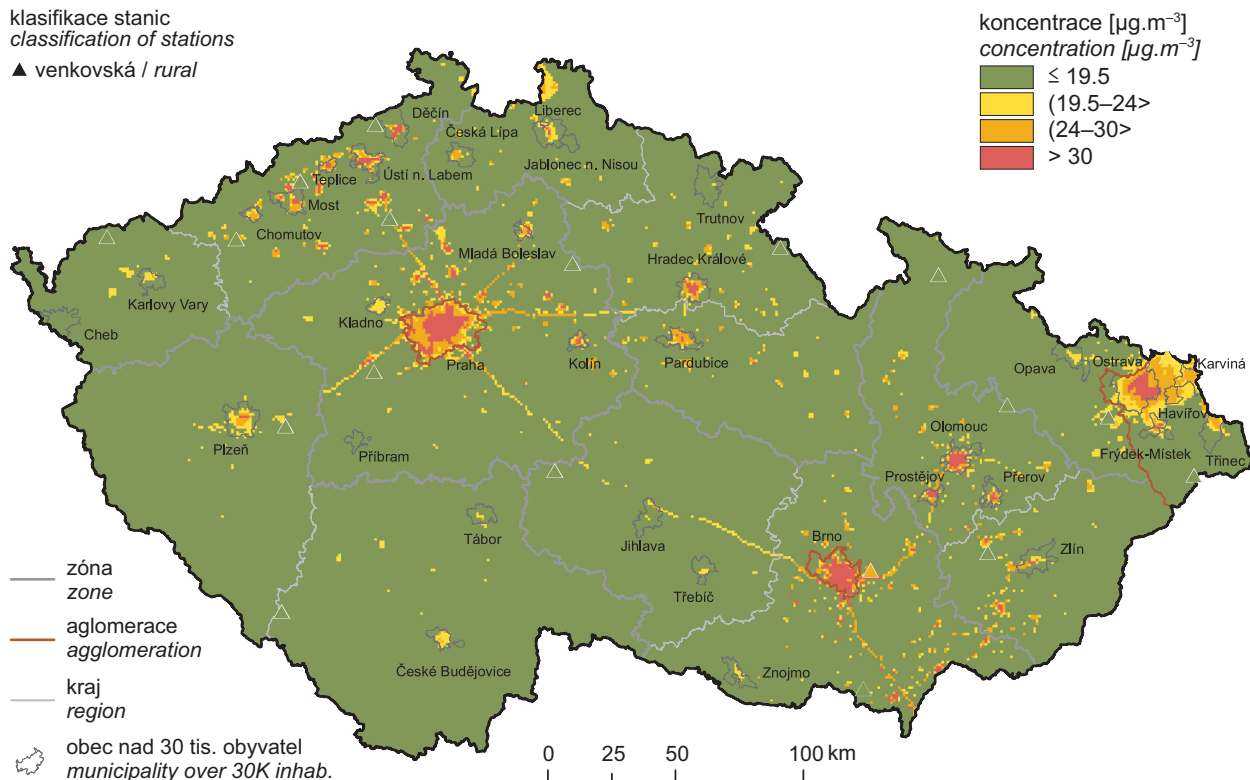 klasifikace stanic
classification of stations
▲ venkovská / rural
koncentrace [µg.m⁻³]
concentration [µg.m⁻³]
≤ 19.5
(19.5–24>
(24–30>
> 30
Děčín
Liberec
Česká Lípa
Jablonec n. Nisou
Teplice
Ústí n. Labem
Most
Trutnov
Chomutov
Mladá Boleslav
Hradec Králové
Karlovy Vary
Cheb
Kladno
Praha
Kolín
Pardubice
Opava
Ostrava
Karviná
Havířov
Plzeň
Příbram
Olomouc
Frýdek-Místek
Třinec
Prostějov
Přerov
Tábor
Jihlava
Brno
Zlín
Třebíč
České Budějovice
Znojmo
zóna
zone
aglomerace
agglomeration
kraj
region
obec nad 30 tis. obyvatel
municipality over 30K inhab.
0 25 50 100 km